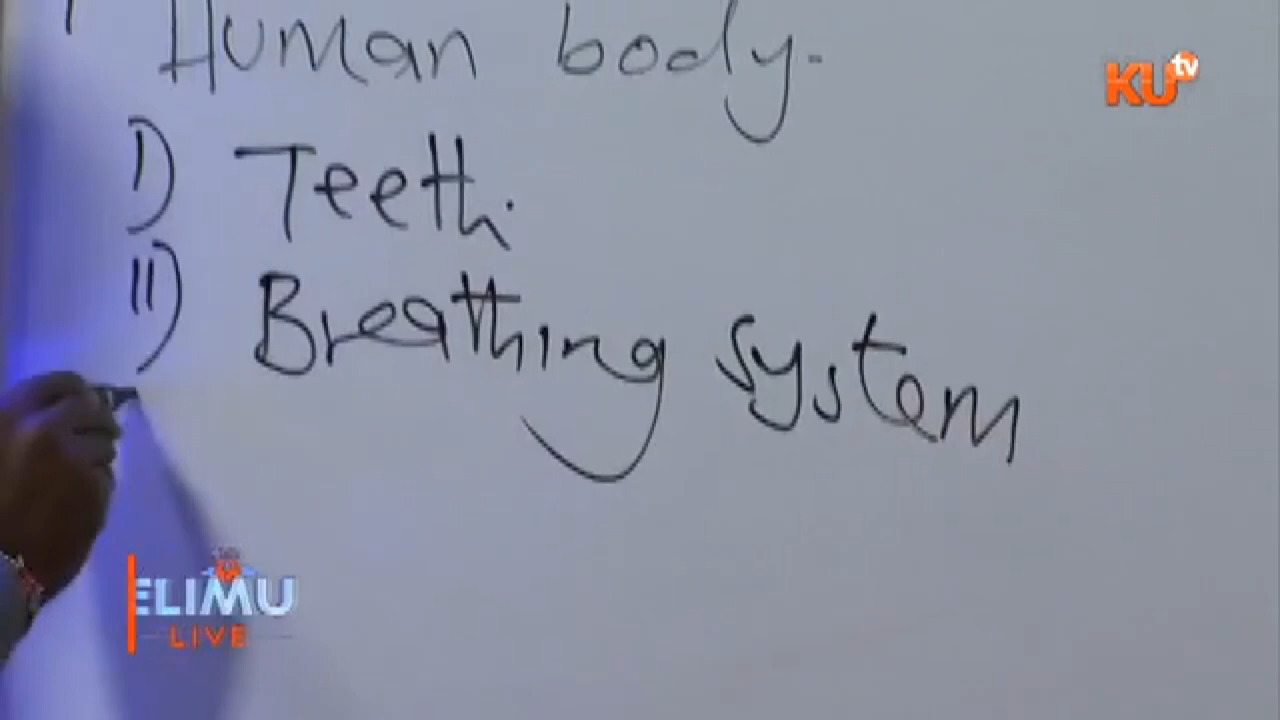 Human body.
I) Teeth.
II) Breathing system
KU tv
ELIMU
LIVE